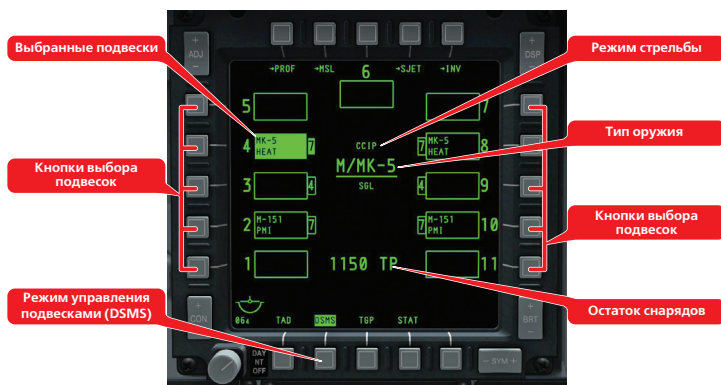 Выбранные подвески
Режим стрельбы
Тип оружия
Кнопки выбора
подвесок
Кнопки выбора
подвесок
Режим управления
подвесками (DSMS)
Остаток снарядов
+
ADJ
-
+
DSP
-
→PROF →MSL 6 →SJET →INV
5 7
4 MK-5 7 CCIP 7 MK-5 8
HEAT HEAT
M/MK-5
3 4 SGL 4 9
2 M-151 7 7 M-151 10
PMI PMI
1 1150 TP 11
064 TAD DSMS TGP STAT
+
CON
-
+
BRT
-
DAY
NT
OFF
- SYM +